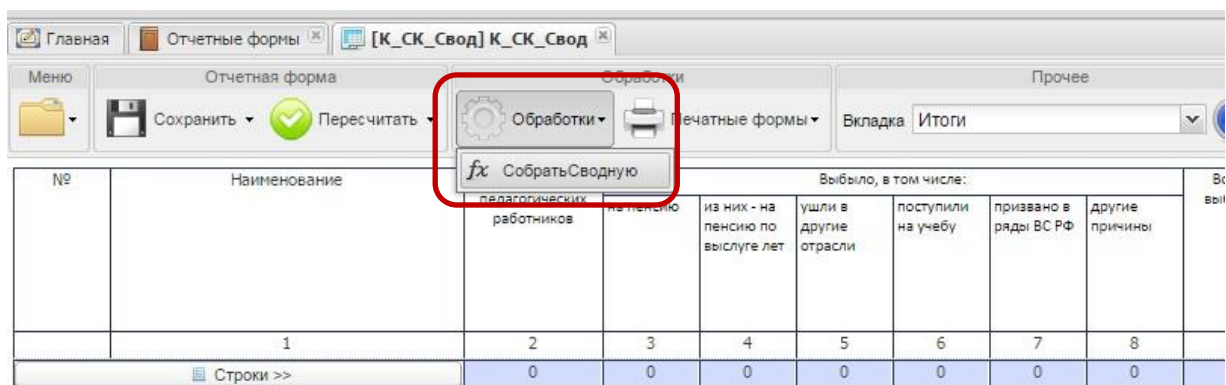 Главная Отчетные формы [К_СК_Свод] К_СК_Свод
Меню Отчетная форма Обработки Прочее
Сохранить Пересчитать Обработки Печатные формы Вкладка Итоги
fx СобратьСводную
№ Наименование Выбыло, в том числе:
педагогических работников
на пенсию
из них - на пенсию по выслуге лет
ушли в другие отрасли
поступили на учебу
призвано в ряды ВС РФ
другие причины
1 2 3 4 5 6 7 8
Строки >> 0 0 0 0 0 0 0